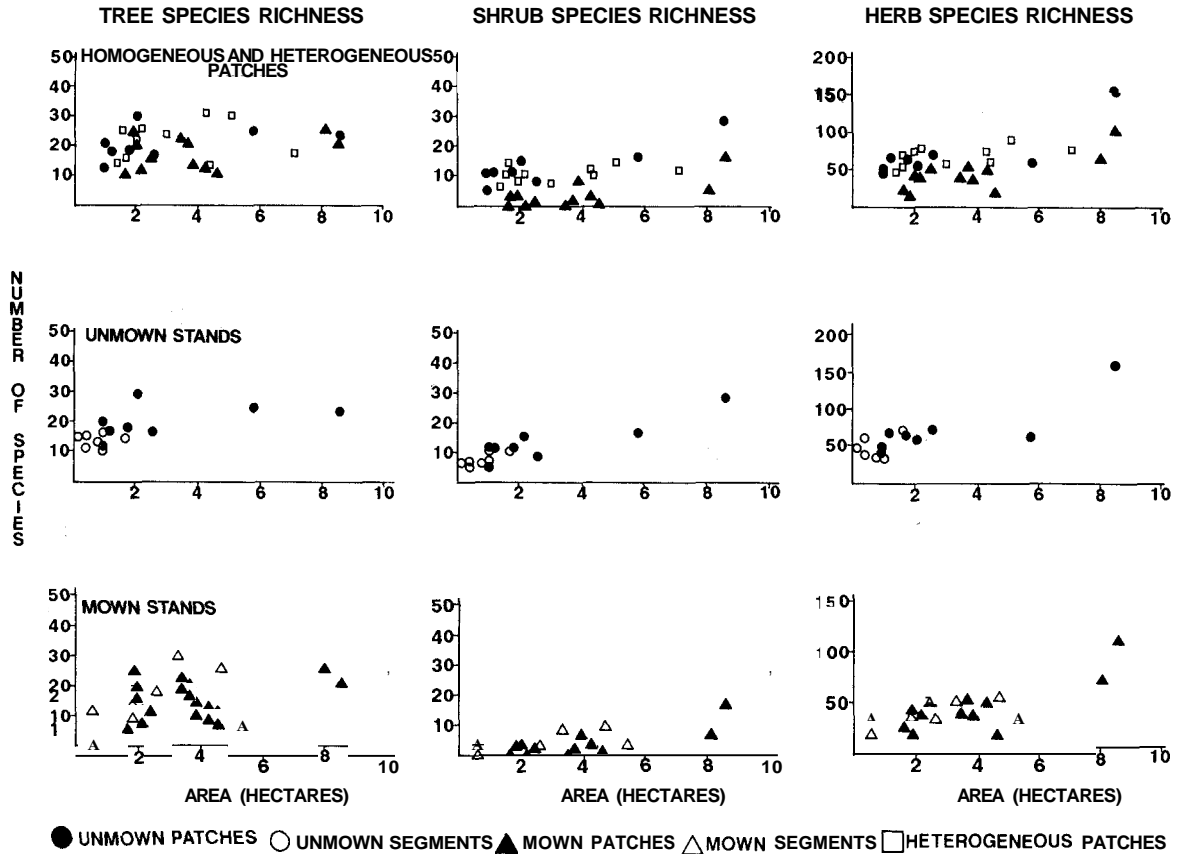 TREE SPECIES RICHNESS
SHRUB SPECIES RICHNESS
HERB SPECIES RICHNESS
HOMOGENEOUS AND HETEROGENEOUS
PATCHES
50
40
30
20
10
2 4 6 8 10
50
40
30
20
10
2 4 6 8 10
200
150
100
50
2 4 6 8 10
NUMBER OF SPECIES
UNMOWN STANDS
50
40
30
20
10
2 4 6 8 10
50
40
30
20
10
2 4 6 8 10
200
150
100
50
2 4 6 8 10
MOWN STANDS
50
40
30
20
10
2 4 6 8 10
50
40
30
20
10
2 4 6 8 10
150
100
50
2 4 6 8 10
AREA (HECTARES)
AREA (HECTARES)
AREA (HECTARES)
UNMOWN PATCHES
UNMOWN SEGMENTS
MOWN PATCHES
MOWN SEGMENTS
HETEROGENEOUS PATCHES